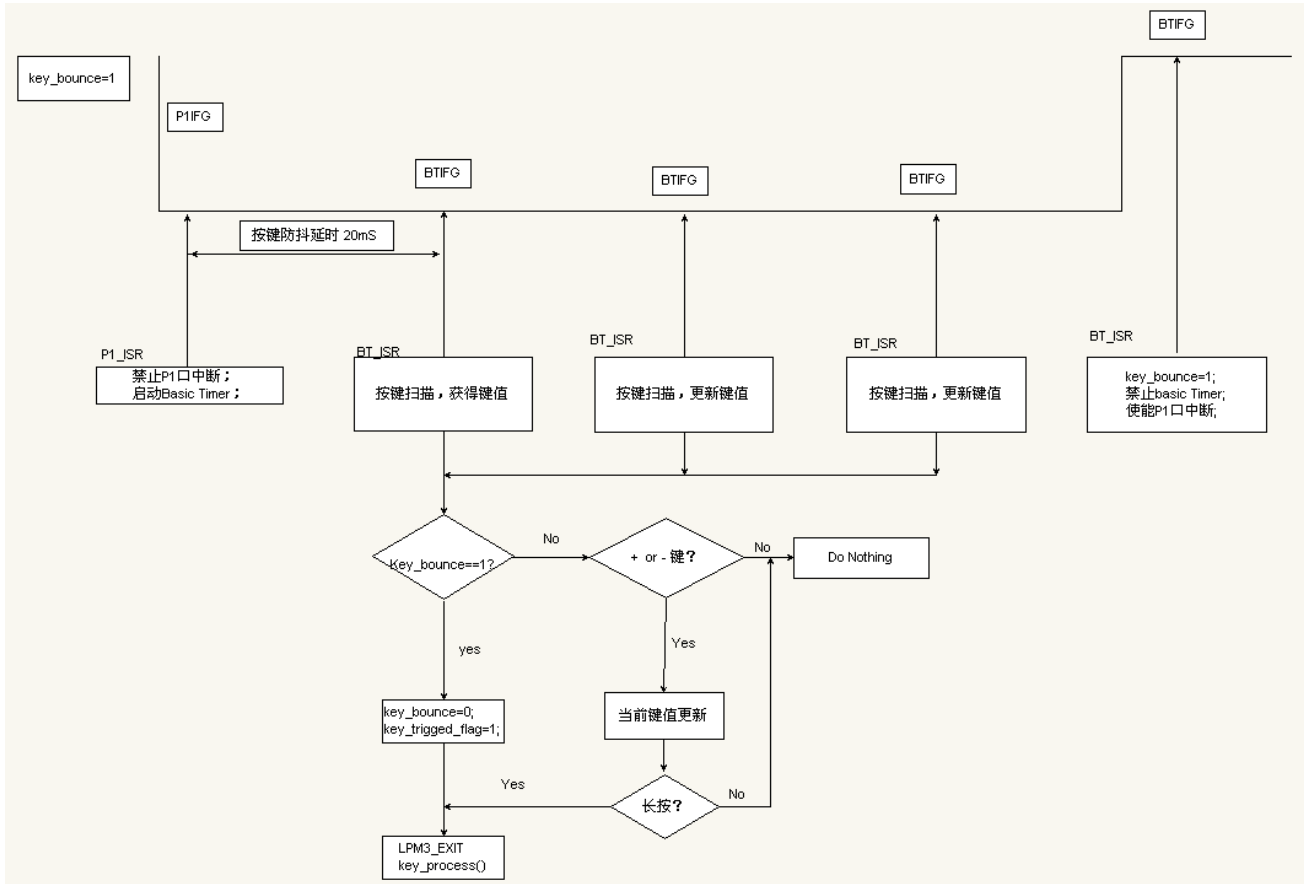 BTIFG
key_bounce=1
P1IFG
BTIFG
BTIFG
BTIFG
按键防抖延时 20mS
P1_ISR
禁止P1口中断；
启动Basic Timer；
BT_ISR
按键扫描，获得键值
BT_ISR
按键扫描，更新键值
BT_ISR
按键扫描，更新键值
BT_ISR
key_bounce=1;
禁止basic Timer;
使能P1口中断;
Key_bounce==1?
No
+ or - 键？
No
Do Nothing
yes
Yes
key_bounce=0;
key_trigged_flag=1;
当前键值更新
Yes
长按？
No
LPM3_EXIT
key_process()